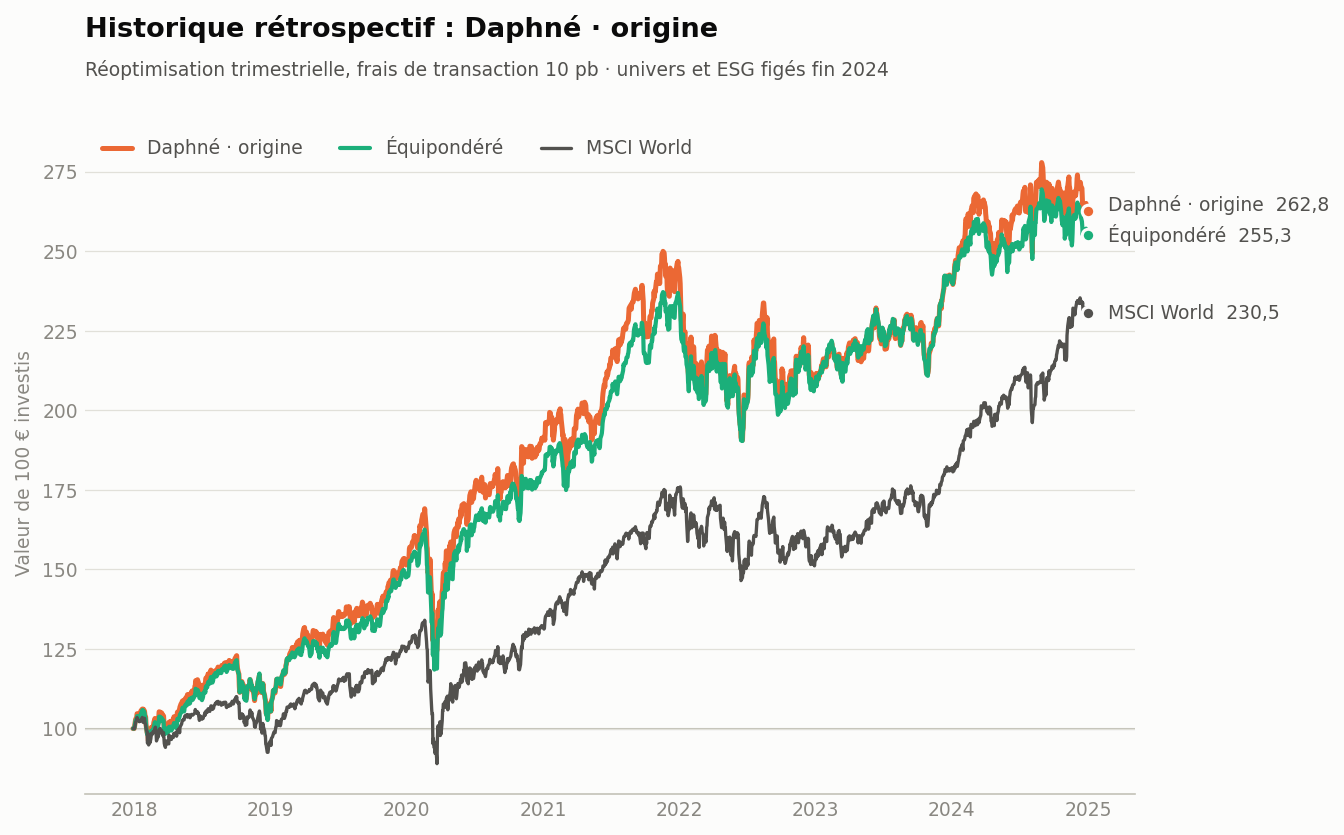 Historique rétrospectif : Daphné · origine
Réoptimisation trimestrielle, frais de transaction 10 pb · univers et ESG figés fin 2024
Daphné · origine
Équipondéré
MSCI World
Valeur de 100 € investis
275
250
225
200
175
150
125
100
Daphné · origine 262,8
Équipondéré 255,3
MSCI World 230,5
2018
2019
2020
2021
2022
2023
2024
2025